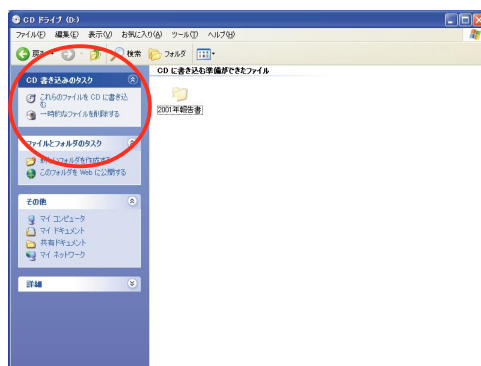 CD ドライブ (D:)
ファイル(F) 編集(E) 表示(V) お気に入り(A) ツール(T) ヘルプ(H)
戻る 検索 フォルダ
CD に書き込む準備ができたファイル
CD 書き込みのタスク
これらのファイルを CD に書き込
む
一時的なファイルを削除する
2001年報告書
ファイルとフォルダのタスク
新しいフォルダを作成する
このフォルダを Web に公開する
その他
マイ コンピュータ
マイ ドキュメント
共有ドキュメント
マイ ネットワーク
詳細